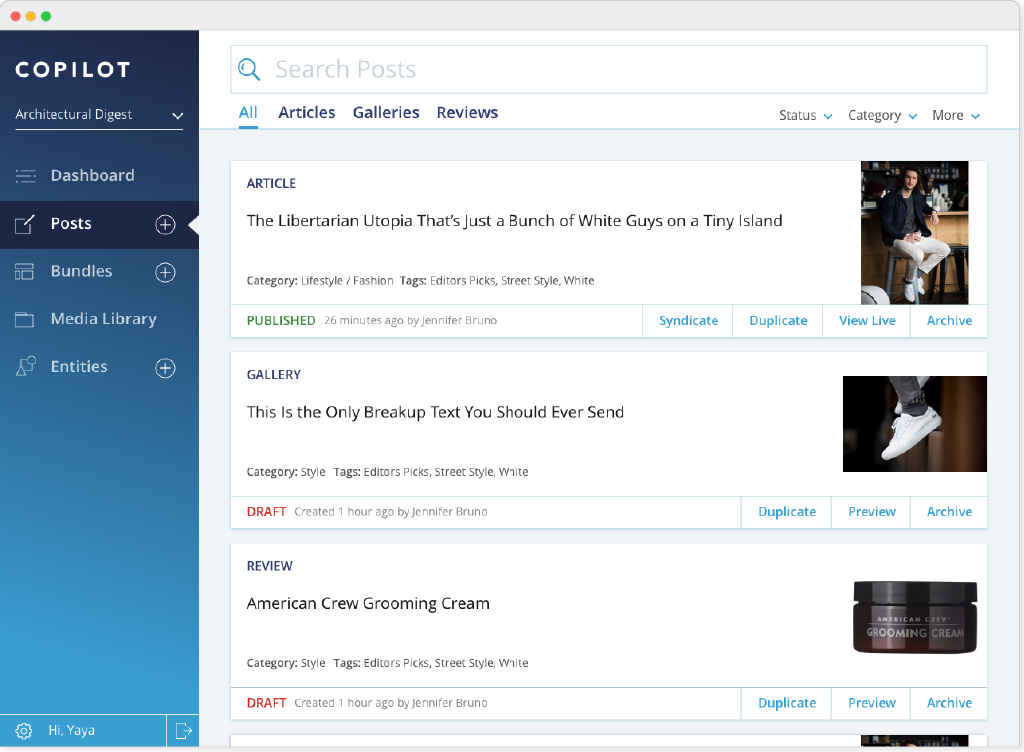 COPILOT
Architectural Digest
Dashboard
Posts
Bundles
Media Library
Entities
Hi, Yaya
Search Posts
All Articles Galleries Reviews
Status Category More
ARTICLE
The Libertarian Utopia That’s Just a Bunch of White Guys on a Tiny Island
Category: Lifestyle / Fashion Tags: Editors Picks, Street Style, White
PUBLISHED 26 minutes ago by Jennifer Bruno Syndicate Duplicate View Live Archive
GALLERY
This Is the Only Breakup Text You Should Ever Send
Category: Style Tags: Editors Picks, Street Style, White
DRAFT Created 1 hour ago by Jennifer Bruno Duplicate Preview Archive
REVIEW
American Crew Grooming Cream
AMERICAN CREW
GROOMING CREAM
Category: Style Tags: Editors Picks, Street Style, White
DRAFT Created 1 hour ago by Jennifer Bruno Duplicate Preview Archive